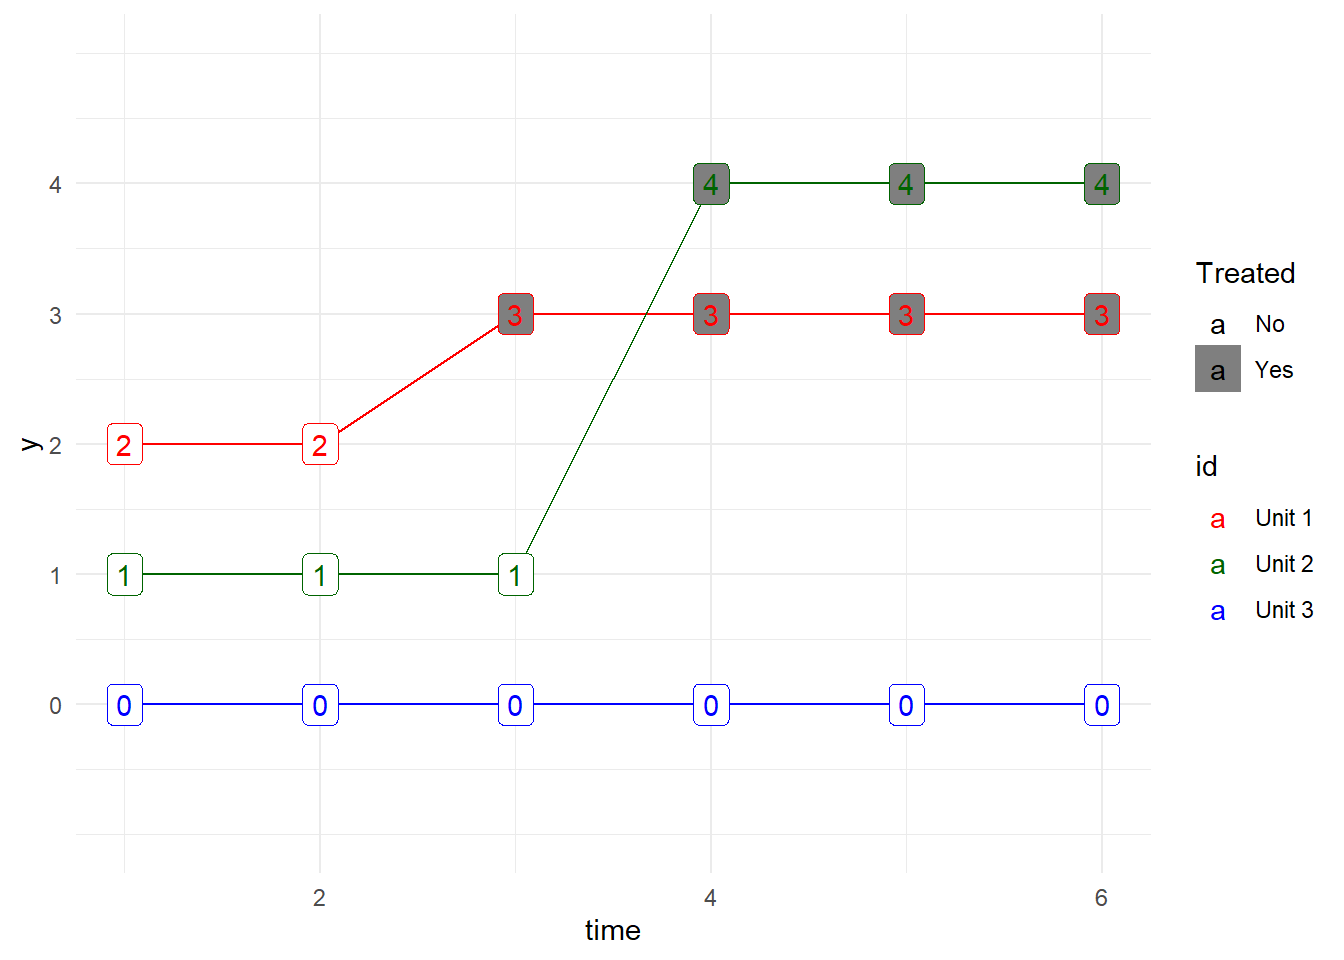 4 4 4
4
3 3 3 3
3
2 2
2
1 1 1
1
0 0 0 0 0 0
0
y
2 4 6
time
Treated
a No
a Yes
id
a Unit 1
a Unit 2
a Unit 3